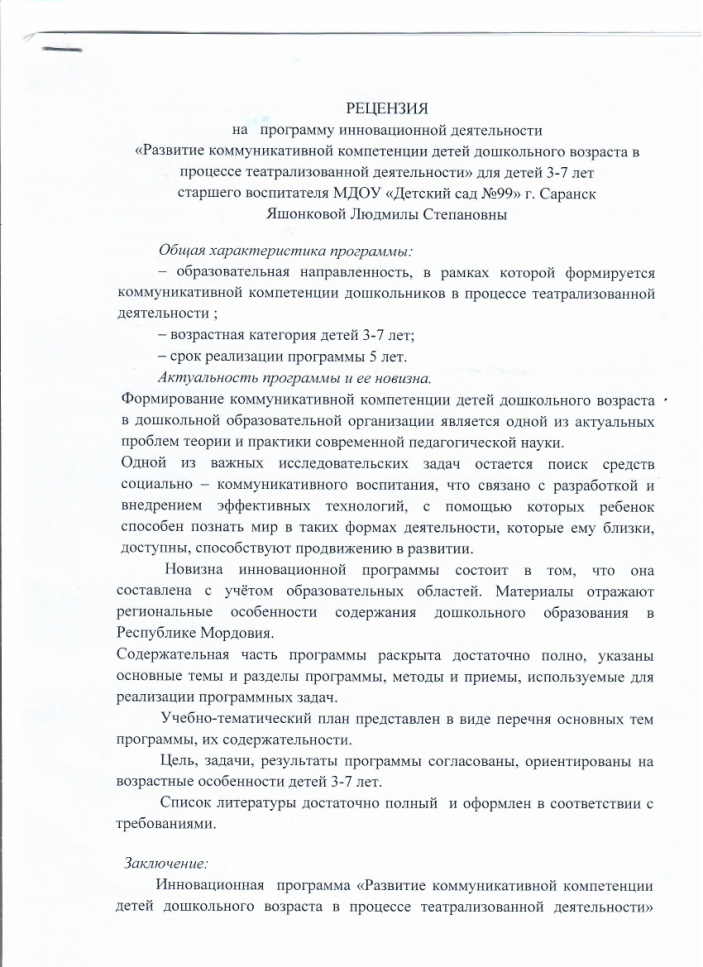 РЕЦЕНЗИЯ
на программу инновационной деятельности
«Развитие коммуникативной компетенции детей дошкольного возраста в
процессе театрализованной деятельности» для детей 3-7 лет
старшего воспитателя МДОУ «Детский сад №99» г. Саранск
Яшонковой Людмилы Степановны
Общая характеристика программы:
– образовательная направленность, в рамках которой формируется
коммуникативной компетенции дошкольников в процессе театрализованной
деятельности ;
– возрастная категория детей 3-7 лет;
– срок реализации программы 5 лет.
Актуальность программы и ее новизна.
Формирование коммуникативной компетенции детей дошкольного возраста
в дошкольной образовательной организации является одной из актуальных
проблем теории и практики современной педагогической науки.
Одной из важных исследовательских задач остается поиск средств
социально – коммуникативного воспитания, что связано с разработкой и
внедрением эффективных технологий, с помощью которых ребенок
способен познать мир в таких формах деятельности, которые ему близки,
доступны, способствуют продвижению в развитии.
Новизна инновационной программы состоит в том, что она
составлена с учётом образовательных областей. Материалы отражают
региональные особенности содержания дошкольного образования в
Республике Мордовия.
Содержательная часть программы раскрыта достаточно полно, указаны
основные темы и разделы программы, методы и приемы, используемые для
реализации программных задач.
Учебно-тематический план представлен в виде перечня основных тем
программы, их содержательности.
Цель, задачи, результаты программы согласованы, ориентированы на
возрастные особенности детей 3-7 лет.
Список литературы достаточно полный и оформлен в соответствии с
требованиями.
Заключение:
Инновационная программа «Развитие коммуникативной компетенции
детей дошкольного возраста в процессе театрализованной деятельности»